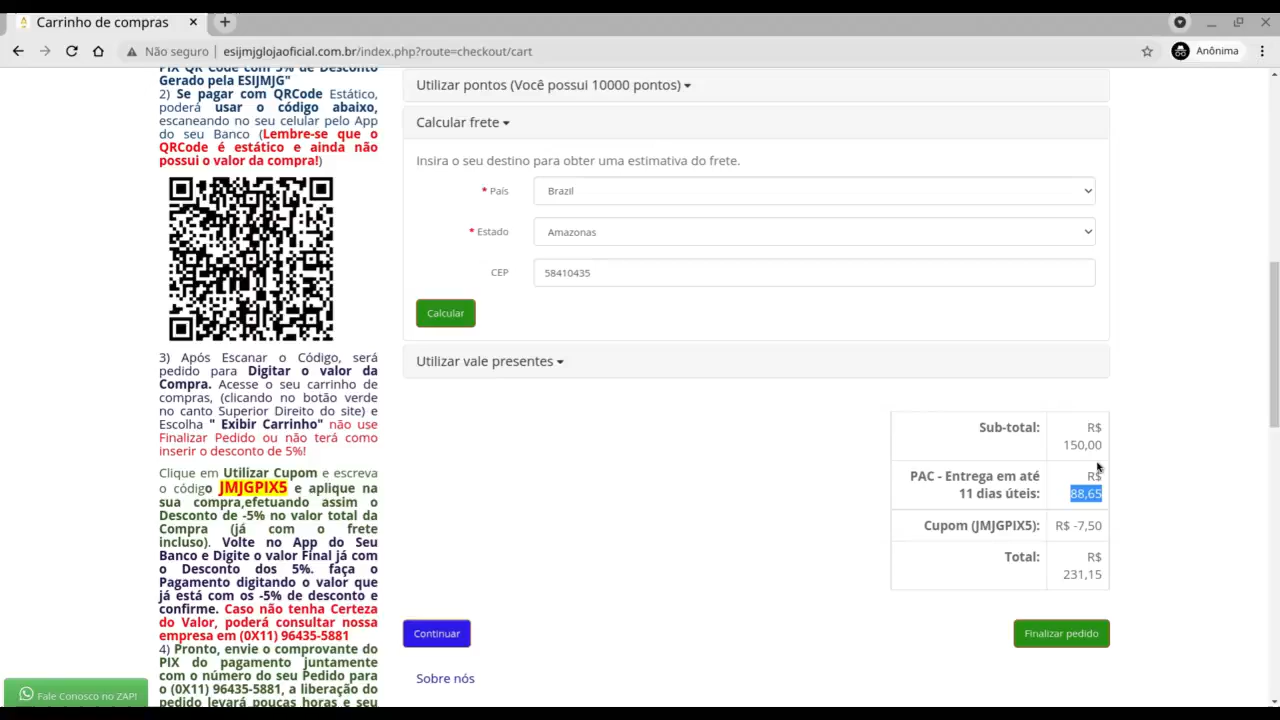 Carrinho de compras
Não seguro
esijmjglojaoficial.com.br/index.php?route=checkout/cart
Anônima
PIX QR Code com 5% de Desconto
Gerado pela ESIJMJG"
2) Se pagar com QRCode Estático,
poderá usar o código abaixo,
escaneando no seu celular pelo App
do seu Banco (Lembre-se que o
QRCode é estático e ainda não
possui o valor da compra!)
3) Após Escanar o Código, será
pedido para Digitar o valor da
Compra. Acesse o seu carrinho de
compras, (clicando no botão verde
no canto Superior Direito do site) e
Escolha " Exibir Carrinho" não use
Finalizar Pedido ou não terá como
inserir o desconto de 5%!
Clique em Utilizar Cupom e escreva
o código JMJGPIX5 e aplique na
sua compra,efetuando assim o
Desconto de -5% no valor total da
Compra (já com o frete
incluso). Volte no App do Seu
Banco e Digite o valor Final já com
o Desconto dos 5%. faça o
Pagamento digitando o valor que
já está com os -5% de desconto e
confirme. Caso não tenha Certeza
do Valor, poderá consultar nossa
empresa em (0X11) 96435-5881
4) Pronto, envie o comprovante do
PIX do pagamento juntamente
com o número do seu Pedido para
o (0X11) 96435-5881, a liberação do
pedido levará poucas horas e seu
Fale Conosco no ZAP!
Utilizar pontos (Você possui 10000 pontos)
Calcular frete
Insira o seu destino para obter uma estimativa do frete.
* País
Brazil
* Estado
Amazonas
CEP
58410435
Calcular
Utilizar vale presentes
Sub-total:
R$
150,00
PAC - Entrega em até
11 dias úteis:
R$
88,65
Cupom (JMJGPIX5):
R$ -7,50
Total:
R$
231,15
Continuar
Finalizar pedido
Sobre nós